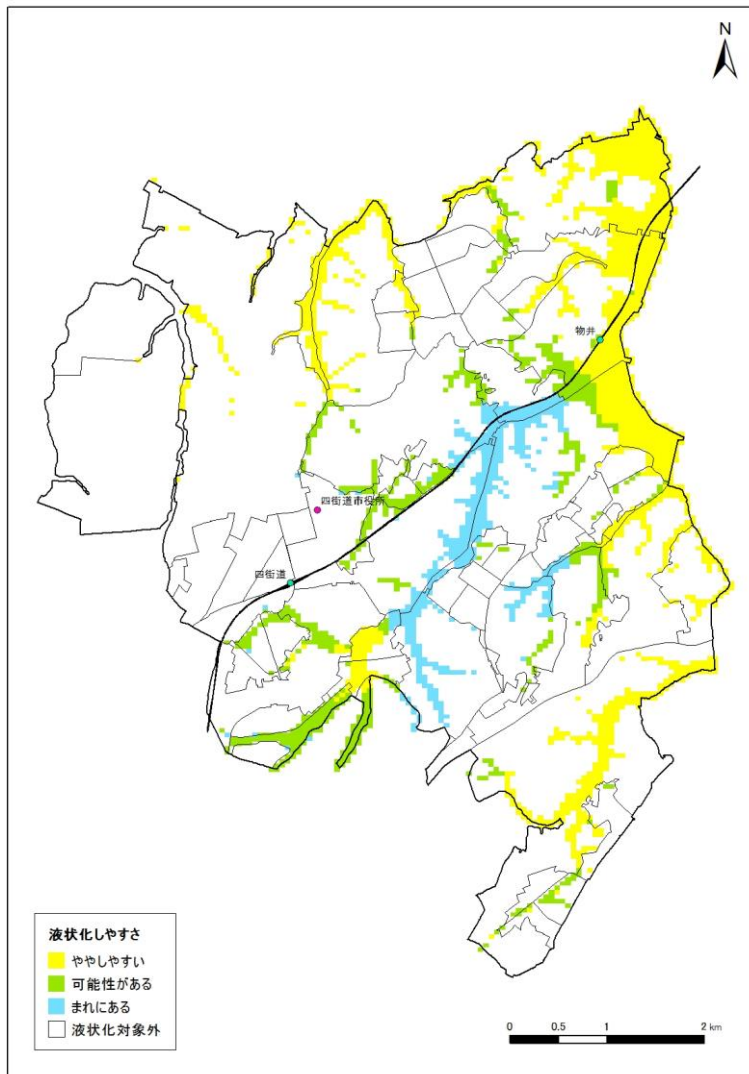 N
物井
四街道市役所
四街道
液状化しやすさ
ややしやすい
可能性がある
まれにある
液状化対象外
0 0.5 1 2 km